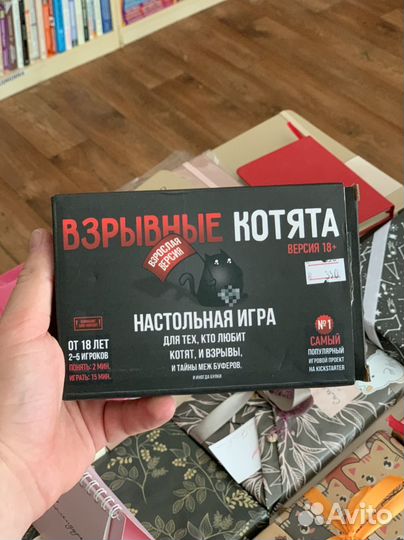 ВЗРЫВНЫЕ КОТЯТА
ВЕРСИЯ 18+
ВЗРОСЛАЯ
ВЕРСИЯ
НАСТОЛЬНАЯ ИГРА
ДЛЯ ТЕХ, КТО ЛЮБИТ
КОТЯТ, И ВЗРЫВЫ,
И ТАЙНЫ МЕЖ БУФЕРОВ.
И ИНОГДА БУЛКИ
ОТ 18 ЛЕТ
2-5 ИГРОКОВ
ПОНЯТЬ: 2 МИН.
ИГРАТЬ: 15 МИН.
№1
САМЫЙ
ПОПУЛЯРНЫЙ
ИГРОВОЙ ПРОЕКТ
НА KICKSTARTER
Avito